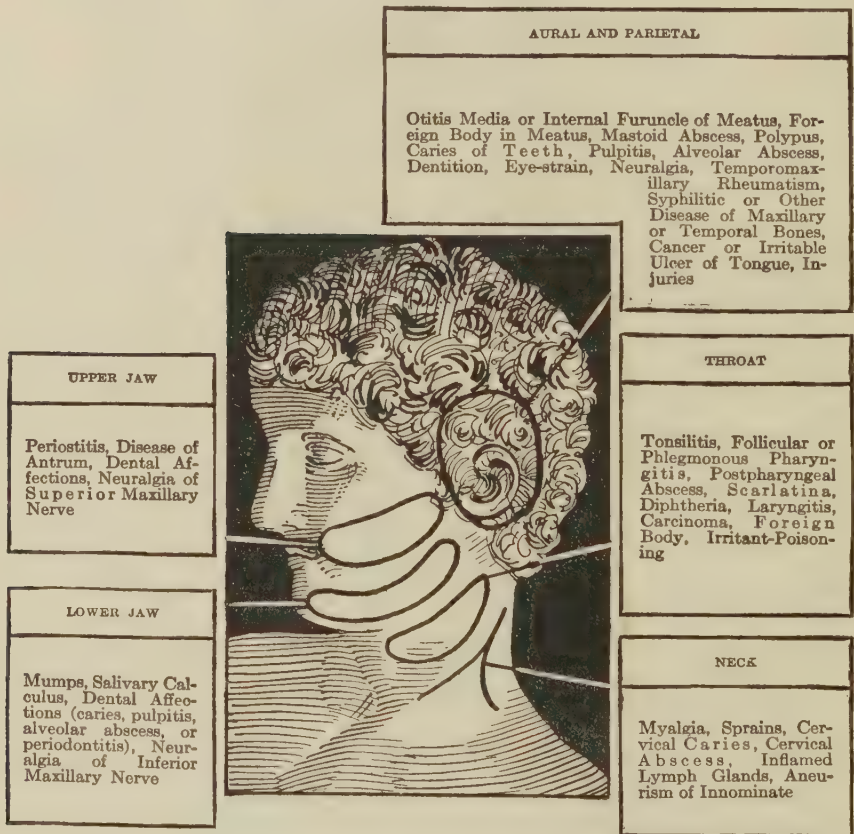 AURAL AND PARIETAL
Otitis Media or Internal Furuncle of Meatus, For-
eign Body in Meatus, Mastoid Abscess, Polypus,
Caries of Teeth, Pulpitis, Alveolar Abscess,
Dentition, Eye-strain, Neuralgia, Temporomax-
illary Rheumatism,
Syphilitic or Other
Disease of Maxillary
or Temporal Bones,
Cancer or Irritable
Ulcer of Tongue, In-
juries
UPPER JAW
Periostitis, Disease of
Antrum, Dental Af-
fections, Neuralgia of
Superior Maxillary
Nerve
THROAT
Tonsilitis, Follicular or
Phlegmonous Pharyn-
gitis, Postpharyngeal
Abscess, Scarlatina,
Diphtheria, Laryngitis,
Carcinoma, Foreign
Body, Irritant-Poison-
ing
LOWER JAW
Mumps, Salivary Cal-
culus, Dental Affec-
tions (caries, pulpitis,
alveolar abscess, or
periodontitis), Neur-
algia of Inferior
Maxillary Nerve
NECK
Myalgia, Sprains, Cer-
vical Caries, Cervical
Abscess, Inflamed
Lymph Glands, Aneu-
rism of Innominate